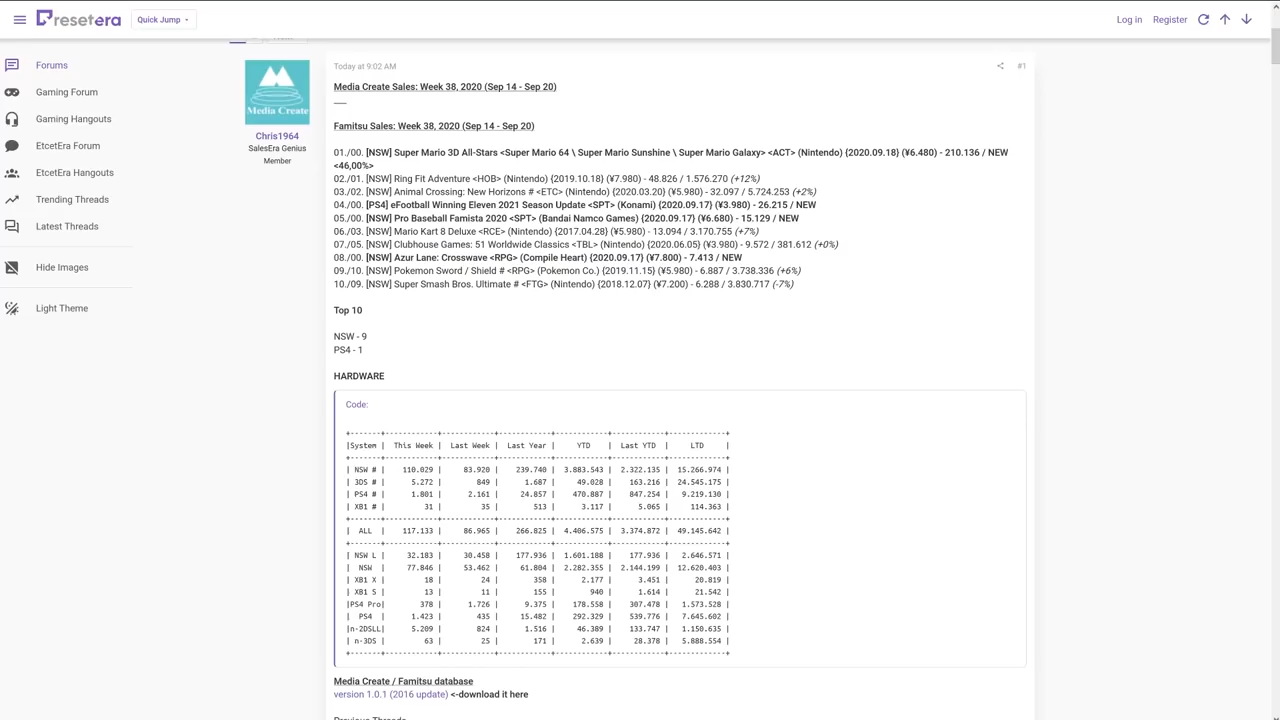 resetera
Quick Jump
Log in Register
Forums
Gaming Forum
Gaming Hangouts
EtcetEra Forum
EtcetEra Hangouts
Trending Threads
Latest Threads
Hide Images
Light Theme
Media Create
Chris1964
SalesEra Genius
Member
Today at 9:02 AM #1
Media Create Sales: Week 38, 2020 (Sep 14 - Sep 20)
Famitsu Sales: Week 38, 2020 (Sep 14 - Sep 20)
01./00. [NSW] Super Mario 3D All-Stars <Super Mario 64 \ Super Mario Sunshine \ Super Mario Galaxy> <ACT> (Nintendo) {2020.09.18} (¥6.480) - 210.136 / NEW
<46,00%>
02./01. [NSW] Ring Fit Adventure <HOB> (Nintendo) {2019.10.18} (¥7.980) - 48.826 / 1.576.270 (+12%)
03./02. [NSW] Animal Crossing: New Horizons # <ETC> (Nintendo) {2020.03.20} (¥5.980) - 32.097 / 5.724.253 (+2%)
04./00. [PS4] eFootball Winning Eleven 2021 Season Update <SPT> (Konami) {2020.09.17} (¥3.980) - 26.215 / NEW
05./00. [NSW] Pro Baseball Famista 2020 <SPT> (Bandai Namco Games) {2020.09.17} (¥6.680) - 15.129 / NEW
06./03. [NSW] Mario Kart 8 Deluxe <RCE> (Nintendo) {2017.04.28} (¥5.980) - 13.094 / 3.170.755 (+7%)
07./05. [NSW] Clubhouse Games: 51 Worldwide Classics <TBL> (Nintendo) {2020.06.05} (¥3.980) - 9.572 / 381.612 (+0%)
08./00. [NSW] Azur Lane: Crosswave <RPG> (Compile Heart) {2020.09.17} (¥7.800) - 7.413 / NEW
09./10. [NSW] Pokemon Sword / Shield # <RPG> (Pokemon Co.) {2019.11.15} (¥5.980) - 6.887 / 3.738.336 (+6%)
10./09. [NSW] Super Smash Bros. Ultimate # <FTG> (Nintendo) {2018.12.07} (¥7.200) - 6.288 / 3.830.717 (-7%)
Top 10
NSW - 9
PS4 - 1
HARDWARE
Code:
+-------+-----------+-----------+-----------+-----------+-----------+------------+
|System | This Week | Last Week | Last Year | YTD | Last YTD | LTD |
+-------+-----------+-----------+-----------+-----------+-----------+------------+
| NSW # | 110.029 | 83.920 | 239.740 | 3.883.543 | 2.322.135 | 15.266.974 |
| 3DS # | 5.272 | 849 | 1.687 | 49.028 | 163.216 | 24.545.175 |
| PS4 # | 1.801 | 2.161 | 24.857 | 470.887 | 847.254 | 9.219.130 |
| XB1 # | 31 | 35 | 513 | 3.117 | 5.065 | 114.363 |
+-------+-----------+-----------+-----------+-----------+-----------+------------+
| ALL | 117.133 | 86.965 | 266.825 | 4.406.575 | 3.374.872 | 49.145.642 |
+-------+-----------+-----------+-----------+-----------+-----------+------------+
| NSW L | 32.183 | 30.458 | 177.936 | 1.601.188 | 177.936 | 2.646.571 |
| NSW | 77.846 | 53.462 | 61.804 | 2.282.355 | 2.144.199 | 12.620.403 |
| XB1 X | 18 | 24 | 358 | 2.177 | 3.451 | 20.819 |
| XB1 S | 13 | 11 | 155 | 940 | 1.614 | 21.542 |
|PS4 Pro| 378 | 1.726 | 9.375 | 178.558 | 307.478 | 1.573.528 |
| PS4 | 1.423 | 435 | 15.482 | 292.329 | 539.776 | 7.645.602 |
|n-2DSLL| 5.209 | 824 | 1.516 | 46.389 | 133.747 | 1.150.635 |
| n-3DS | 63 | 25 | 171 | 2.639 | 28.378 | 5.888.554 |
+-------+-----------+-----------+-----------+-----------+-----------+------------+
Media Create / Famitsu database
version 1.0.1 (2016 update) <-download it here
Previous Threads